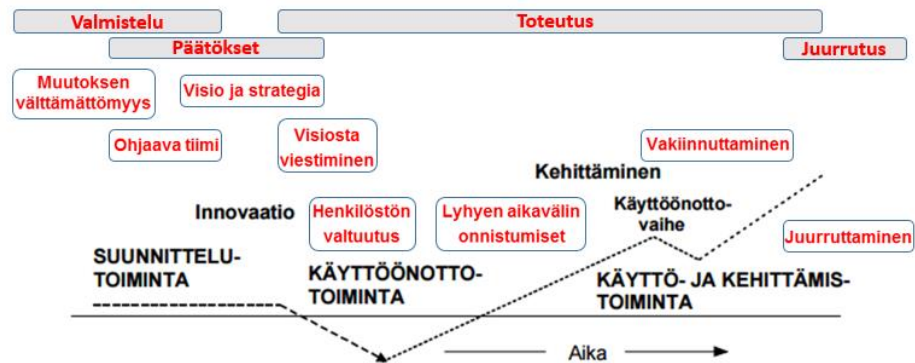 Valmistelu
Toteutus
Päätökset
Juurrutus
Muutoksen
välttämättömyys
Visio ja strategia
Ohjaava tiimi
Visiosta
viestiminen
Vakiinnuttaminen
Kehittäminen
Innovaatio
Henkilöstön
valtuutus
Lyhyen aikavälin
onnistumiset
Käyttöönotto-
vaihe
Juurruttaminen
SUUNNITTELU-
TOIMINTA
KÄYTTÖÖNOTTO-
TOIMINTA
KÄYTTÖ- JA KEHITTÄMIS-
TOIMINTA
Aika